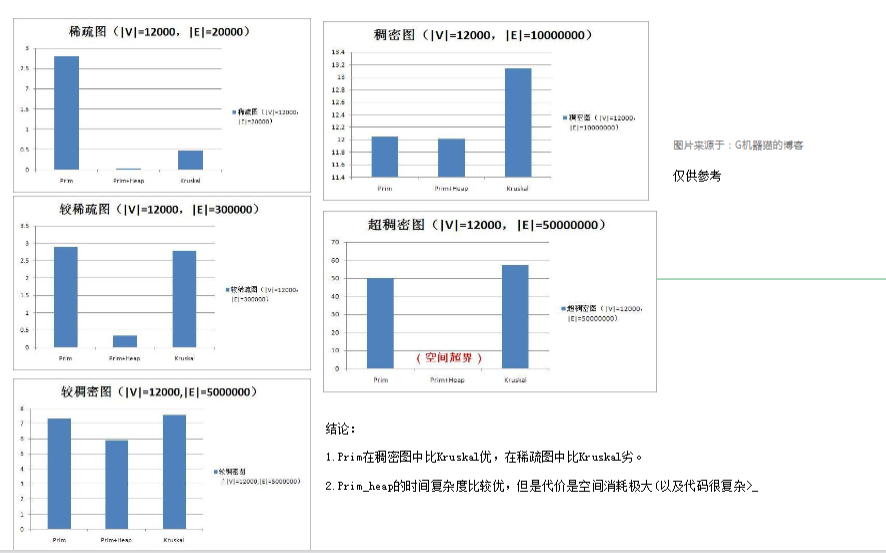 稀疏图（|V|=12000，|E|=20000）
3
2.5
2
1.5
1
0.5
0
Prim
Prim+Heap
Kruskal
稀疏图（|V|=12000，
|E|=20000）
较稀疏图（|V|=12000，|E|=300000）
3.5
3
2.5
2
1.5
1
0.5
0
Prim
Prim+Heap
Kruskal
较稀疏图（|V|=12000，
|E|=300000）
较稠密图（|V|=12000,|E|=5000000）
8
7
6
5
4
3
2
1
0
Prim
Prim+Heap
Kruskal
较稠密图
（|V|=12000,|E|=5000000）
稠密图（|V|=12000，|E|=10000000）
13.4
13.2
13
12.8
12.6
12.4
12.2
12
11.8
11.6
11.4
Prim
Prim+Heap
Kruskal
稠密图（|V|=12000，
|E|=10000000）
超稠密图（|V|=12000，|E|=50000000）
70
60
50
40
30
20
10
0
（空间越界）
Prim
Prim+Heap
Kruskal
超稠密图（|V|=12000，
|E|=50000000）
图片来源于：G机器猫的博客
仅供参考
结论：
1.Prim在稠密图中比Kruskal优，在稀疏图中比Kruskal劣。
2.Prim_heap的时间复杂度比较优，但是代价是空间消耗极大(以及代码很复杂>_